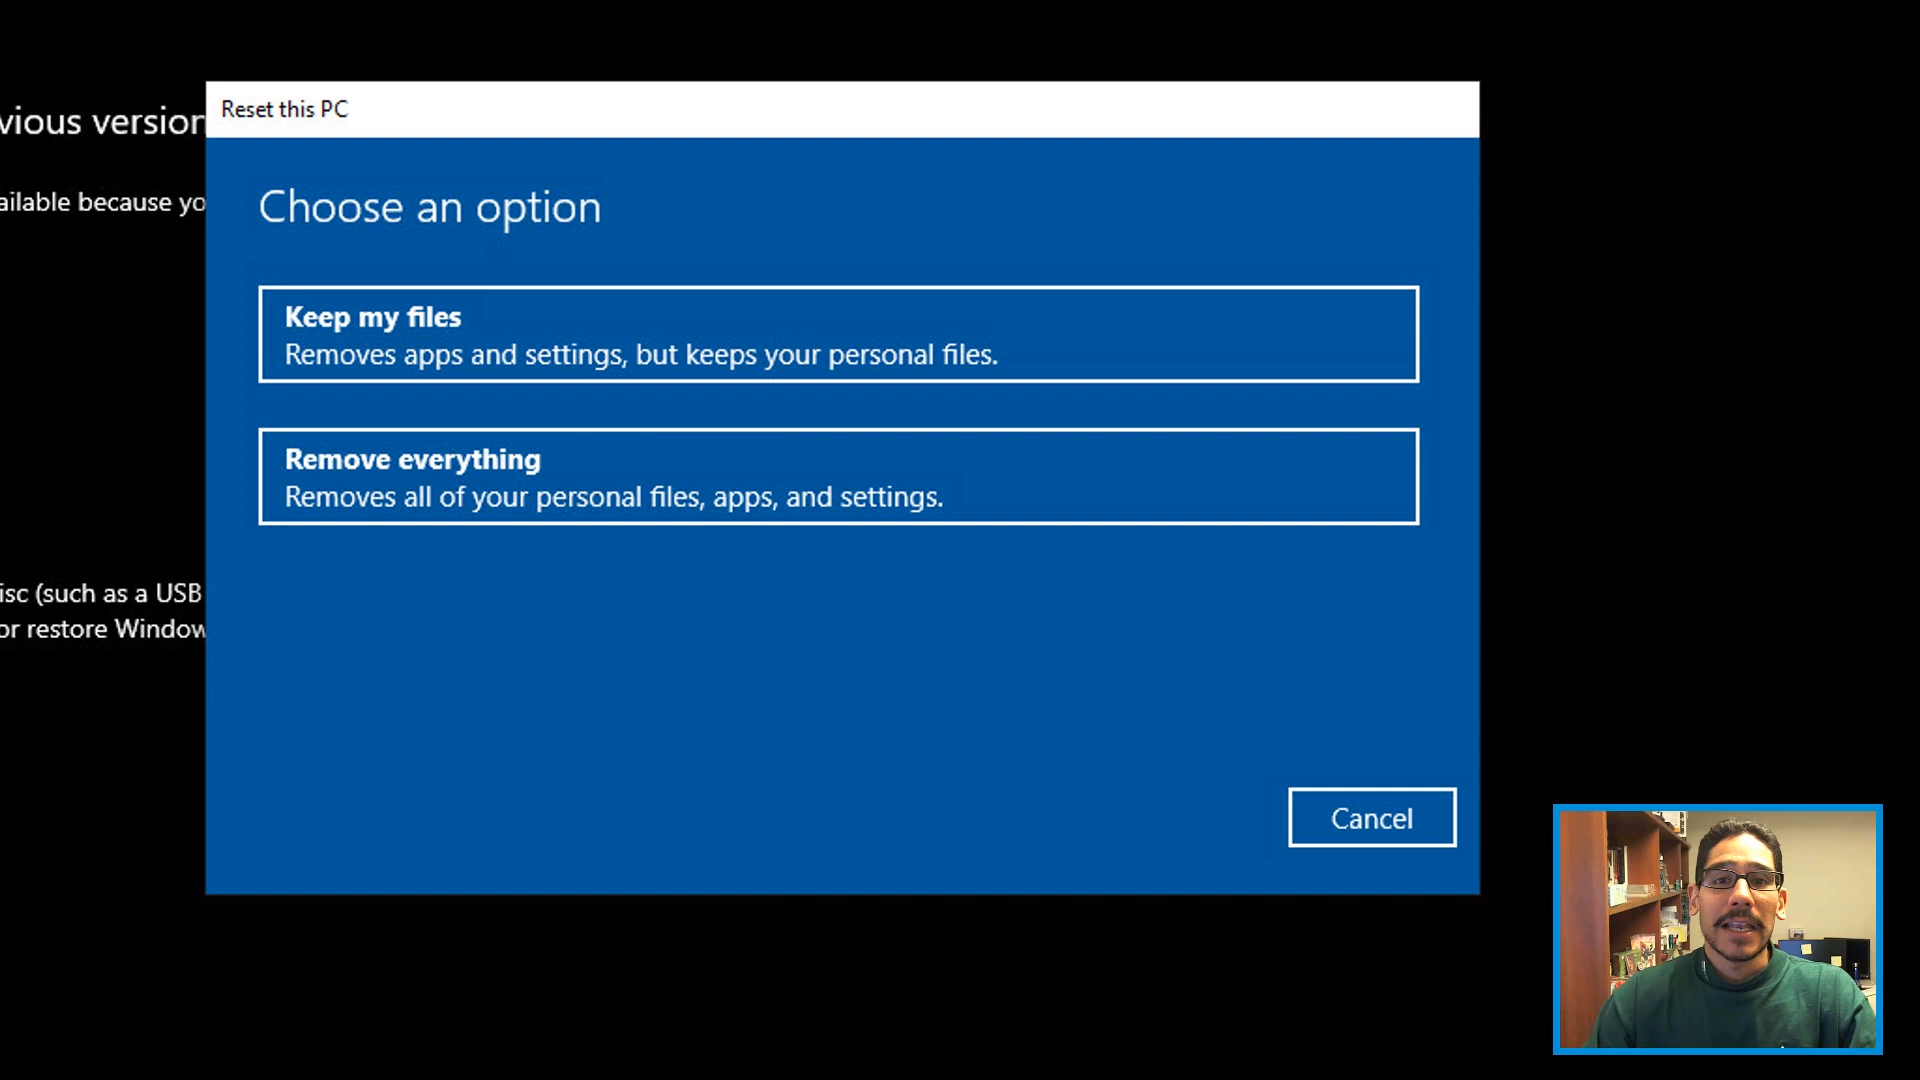 vious version
Reset this PC
ailable because yo
Choose an option
Keep my files
Removes apps and settings, but keeps your personal files.
Remove everything
Removes all of your personal files, apps, and settings.
isc (such as a USB
or restore Window
Cancel